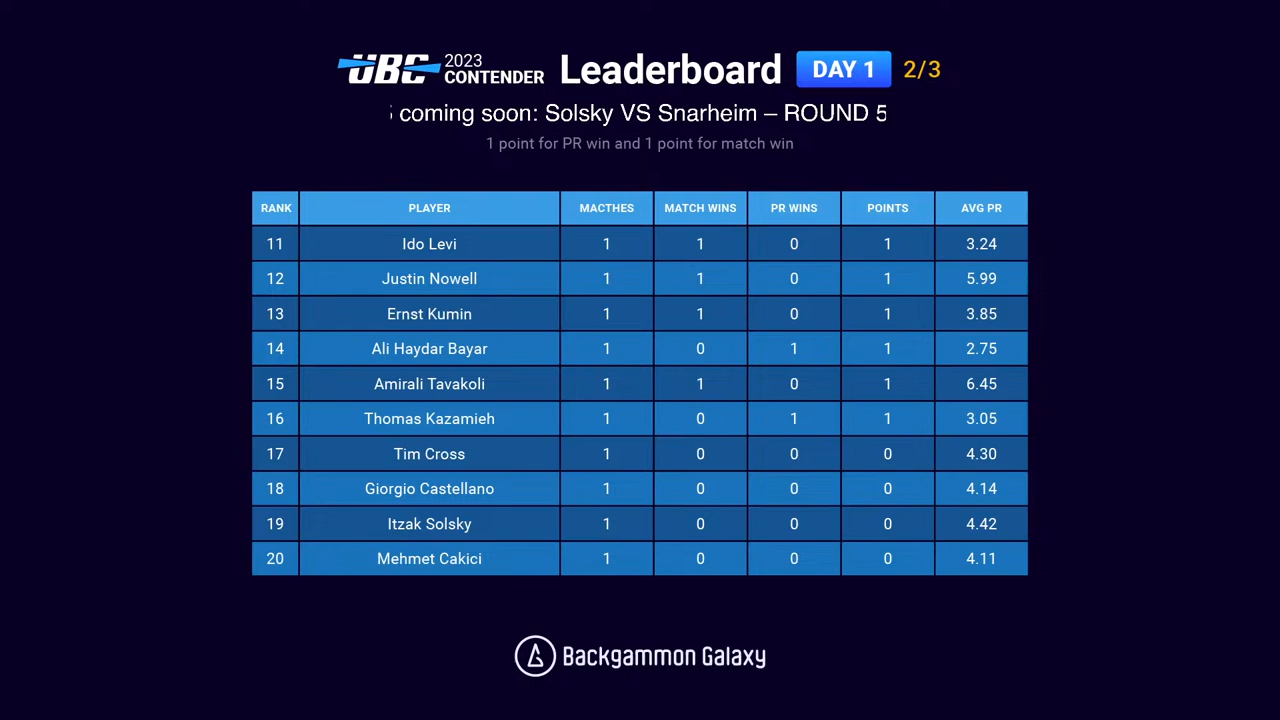 UBC 2023 CONTENDER Leaderboard DAY 1 2/3
coming soon: Solsky VS Snarheim – ROUND 5
1 point for PR win and 1 point for match win
RANK PLAYER MACTHES MATCH WINS PR WINS POINTS AVG PR
11 Ido Levi 1 1 0 1 3.24
12 Justin Nowell 1 1 0 1 5.99
13 Ernst Kumin 1 1 0 1 3.85
14 Ali Haydar Bayar 1 0 1 1 2.75
15 Amirali Tavakoli 1 1 0 1 6.45
16 Thomas Kazamieh 1 0 1 1 3.05
17 Tim Cross 1 0 0 0 4.30
18 Giorgio Castellano 1 0 0 0 4.14
19 Itzak Solsky 1 0 0 0 4.42
20 Mehmet Cakici 1 0 0 0 4.11
Backgammon Galaxy